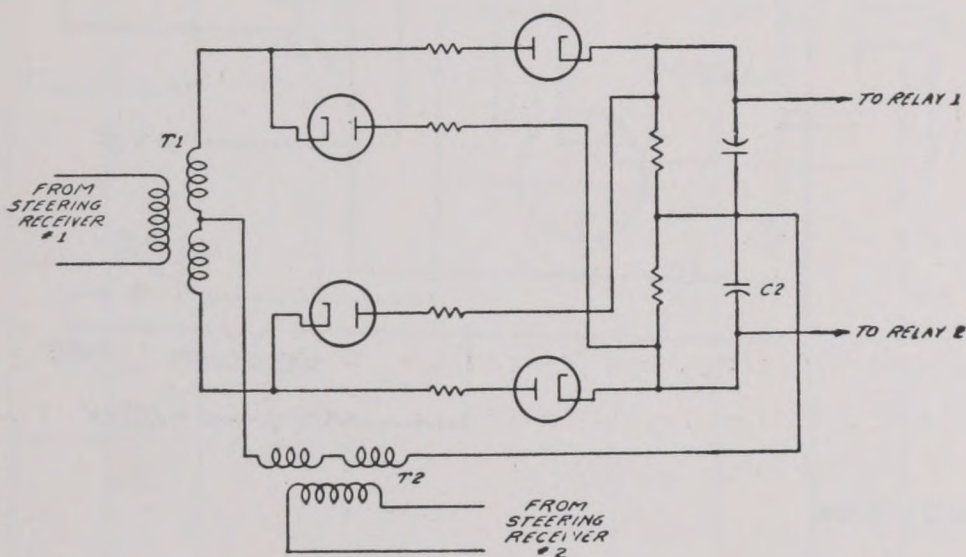 T1
TO RELAY 1
FROM
STEERING
RECEIVER
#1
C2
TO RELAY 2
T2
FROM
STEERING
RECEIVER
#2